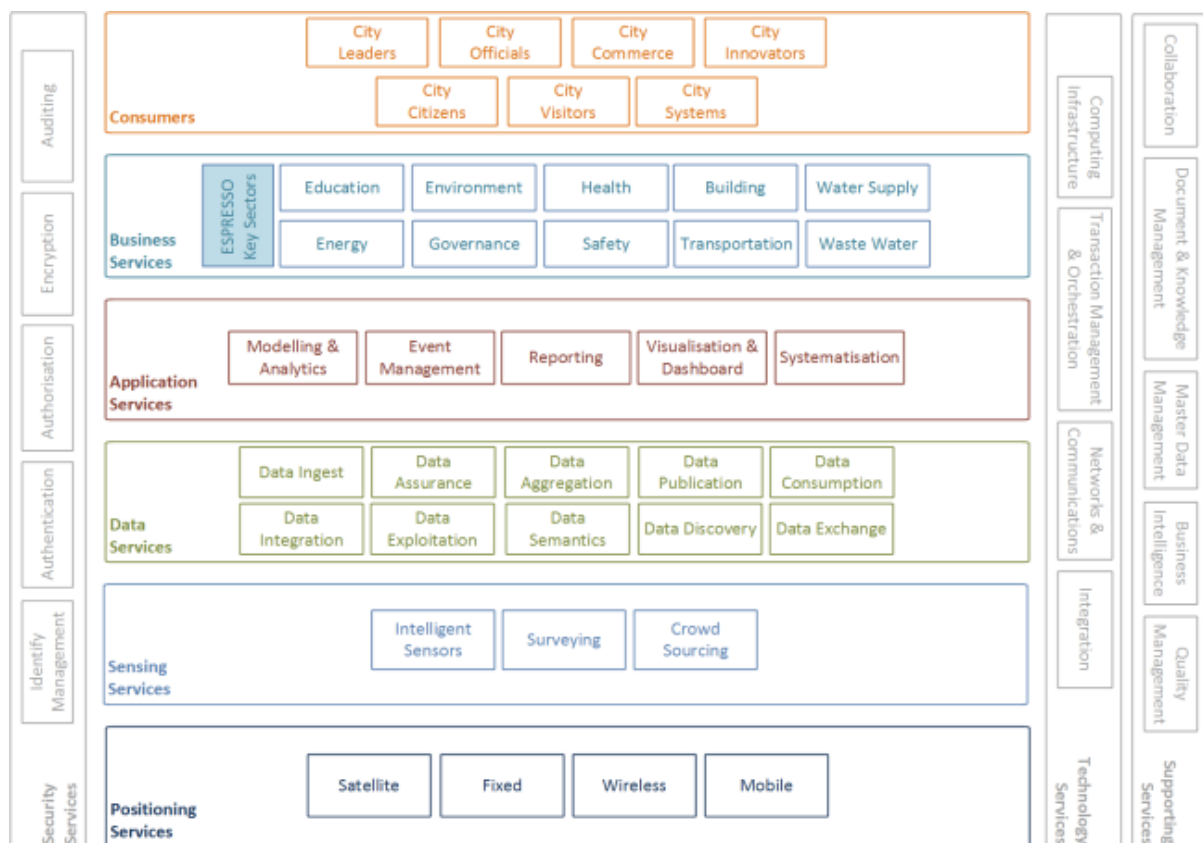 City
Leaders
City
Officials
City
Commerce
City
Innovators
City
Citizens
City
Visitors
City
Systems
Consumers
ESPRESSO
Key Sectors
Education
Environment
Health
Building
Water Supply
Energy
Governance
Safety
Transportation
Waste Water
Business
Services
Modelling &
Analytics
Event
Management
Reporting
Visualisation &
Dashboard
Systematisation
Application
Services
Data Ingest
Data
Assurance
Data
Aggregation
Data
Publication
Data
Consumption
Data
Integration
Data
Exploitation
Data
Semantics
Data Discovery
Data Exchange
Data
Services
Intelligent
Sensors
Surveying
Crowd
Sourcing
Sensing
Services
Satellite
Fixed
Wireless
Mobile
Positioning
Services
Auditing
Encryption
Authorisation
Authentication
Identify
Management
Security
Services
Computing
Infrastructure
Transaction Management
& Orchestration
Networks &
Communications
Integration
Technology
Services
Collaboration
Document & Knowledge
Management
Master Data
Management
Business
Intelligence
Quality
Management
Supporting
Services